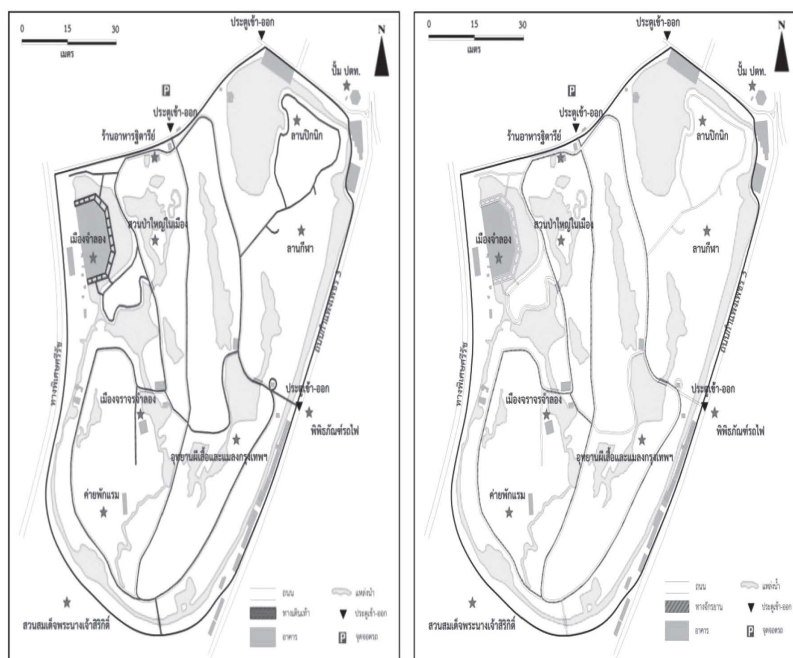 ประตูเข้า-ออก
0 15 30
เมตร
N
ปั๊ม ปตท.
P
ประตูเข้า-ออก
ร้านอาหารฐิตารีย์
ลานปิกนิก
สวนป่าใหญ่ในเมือง
เมืองจำลอง
ลานกีฬา
ถนนกำแพงเพชร 3
ทางพิเศษศรีรัช
ประตูเข้า-ออก
เมืองจราจรจำลอง
พิพิธภัณฑ์รถไฟ
อุทยานผีเสื้อและแมลงกรุงเทพฯ
ค่ายพักแรม
สวนสมเด็จพระนางเจ้าสิริกิติ์
ถนน
แหล่งน้ำ
ทางเดินเท้า
ประตูเข้า-ออก
อาคาร
P จุดจอดรถ
ประตูเข้า-ออก
0 15 30
เมตร
N
ปั๊ม ปตท.
P
ประตูเข้า-ออก
ร้านอาหารฐิตารีย์
ลานปิกนิก
สวนป่าใหญ่ในเมือง
เมืองจำลอง
ลานกีฬา
ถนนกำแพงเพชร 3
ทางพิเศษศรีรัช
ประตูเข้า-ออก
เมืองจราจรจำลอง
พิพิธภัณฑ์รถไฟ
อุทยานผีเสื้อและแมลงกรุงเทพฯ
ค่ายพักแรม
สวนสมเด็จพระนางเจ้าสิริกิติ์
ถนน
แหล่งน้ำ
ทางจักรยาน
ประตูเข้า-ออก
อาคาร
P จุดจอดรถ